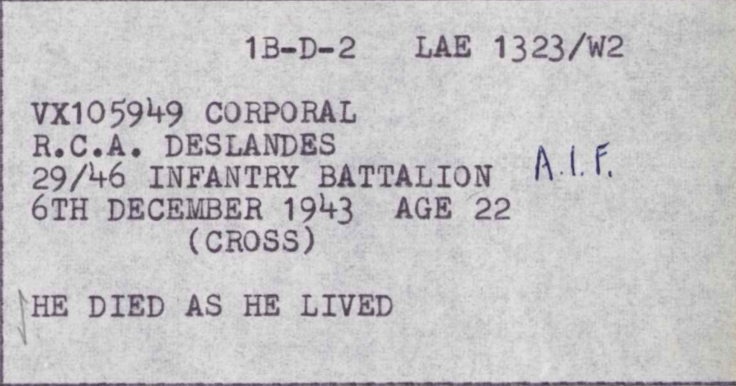 1B-D-2 LAE 1323/W2
VX105949 CORPORAL
R.C.A. DESLANDES
29/46 INFANTRY BATTALION A.I.F.
6TH DECEMBER 1943 AGE 22
(CROSS)
HE DIED AS HE LIVED